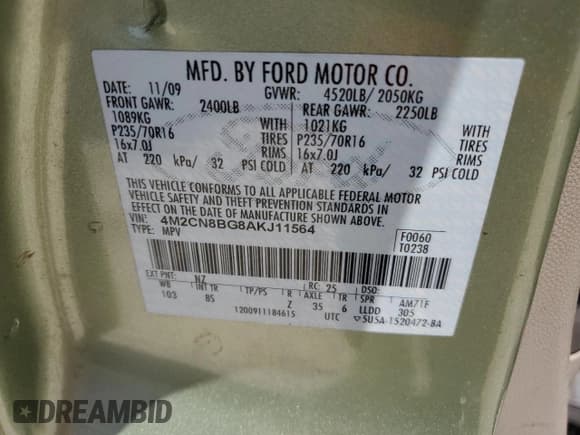 MFD. BY FORD MOTOR CO.
DATE: 11/09 GVWR: 4520LB/ 2050KG
FRONT GAWR: 2400LB REAR GAWR: 2250LB
1089KG WITH 1021KG WITH
P235/70R16 TIRES P235/70R16 TIRES
16x7.0J RIMS 16x7.0J RIMS
AT 220 kPa/ 32 PSI COLD AT 220 kPa/ 32 PSI COLD
THIS VEHICLE CONFORMS TO ALL APPLICABLE FEDERAL MOTOR
VEHICLE SAFETY AND THEFT PREVENTION STANDARDS IN EFFECT
ON THE DATE OF MANUFACTURE SHOWN ABOVE.
VIN: 4M2CN8BG8AKJ11564
TYPE: MPV
F0060
T0238
EXT PNT: NZ RC: 25 DSO:
WB INT TR TP/PS R AXLE TR SPR AM71F
103 8S Z 35 6 LLDD 305
1200911184615 UTC 5U5A-1520472-BA
DREAMBID